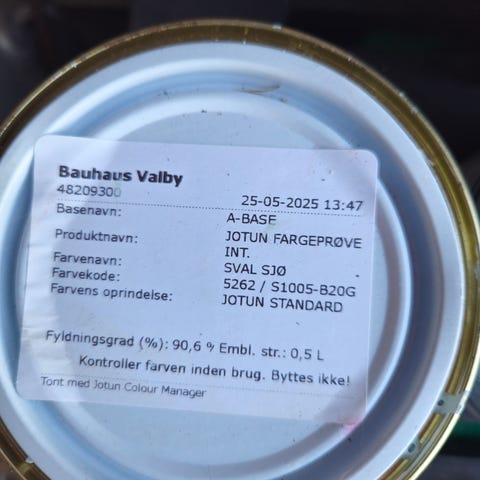 Bauhaus Valby
48209300
25-05-2025 13:47
Basenavn: A-BASE
Produktnavn: JOTUN FARGEPRØVE
INT.
Farvenavn: SVAL SJØ
Farvekode: 5262 / S1005-B20G
Farvens oprindelse: JOTUN STANDARD
Fyldningsgrad (%): 90,6 % Embl. str.: 0,5 L
Kontroller farven inden brug. Byttes ikke!
Tont med Jotun Colour Manager